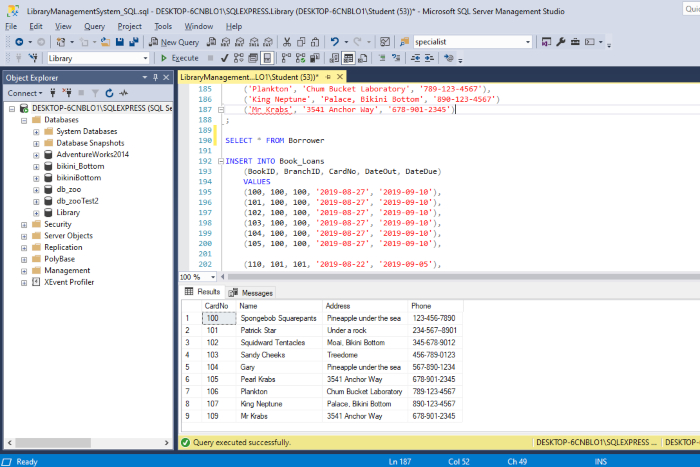 LibraryManagementSystem_SQL.sql - DESKTOP-6CNBLO1\SQLEXPRESS.Library (DESKTOP-6CNBLO1\Student (53))* - Microsoft SQL Server Management Studio
File Edit View Query Project Tools Window Help
New Query
specialist
Library
Execute
Object Explorer
LibraryManagement...LO1\Student (53))*
Connect
DESKTOP-6CNBLO1\SQLEXPRESS (SQL Se
Databases
System Databases
Database Snapshots
AdventureWorks2014
bikini_Bottom
bikiniBottom
db_zoo
db_zooTest2
Library
Security
Server Objects
Replication
PolyBase
Management
XEvent Profiler
185 ('Plankton', 'Chum Bucket Laboratory', '789-123-4567'),
186 ('King Neptune', 'Palace, Bikini Bottom', '890-123-4567')
187 ('Mr Krabs', '3541 Anchor Way', '678-901-2345')
188 ;
189
190 SELECT * FROM Borrower
191
192 INSERT INTO Book_Loans
193 (BookID, BranchID, CardNo, DateOut, DateDue)
194 VALUES
195 (100, 100, 100, '2019-08-27', '2019-09-10'),
196 (101, 100, 100, '2019-08-27', '2019-09-10'),
197 (102, 100, 100, '2019-08-27', '2019-09-10'),
198 (103, 100, 100, '2019-08-27', '2019-09-10'),
199 (104, 100, 100, '2019-08-27', '2019-09-10'),
200 (105, 100, 100, '2019-08-27', '2019-09-10'),
201
202 (110, 101, 101, '2019-08-22', '2019-09-05'),
100 %
Results Messages
CardNo Name Address Phone
1 100 Spongebob Squarepants Pineapple under the sea 123-456-7890
2 101 Patrick Star Under a rock 234-567--8901
3 102 Squidward Tentacles Moai, Bikini Bottom 345-678-9012
4 103 Sandy Cheeks Treedome 456-789-0123
5 104 Gary Pineapple under the sea 567-890-1234
6 105 Pearl Krabs 3541 Anchor Way 678-901-2345
7 106 Plankton Chum Bucket Laboratory 789-123-4567
8 107 King Neptune Palace, Bikini Bottom 890-123-4567
9 109 Mr Krabs 3541 Anchor Way 678-901-2345
Query executed successfully. DESKTOP-6CNBLO1\SQLEXPRESS ... DESKTOP-
Ready Ln 187 Col 52 Ch 49 INS